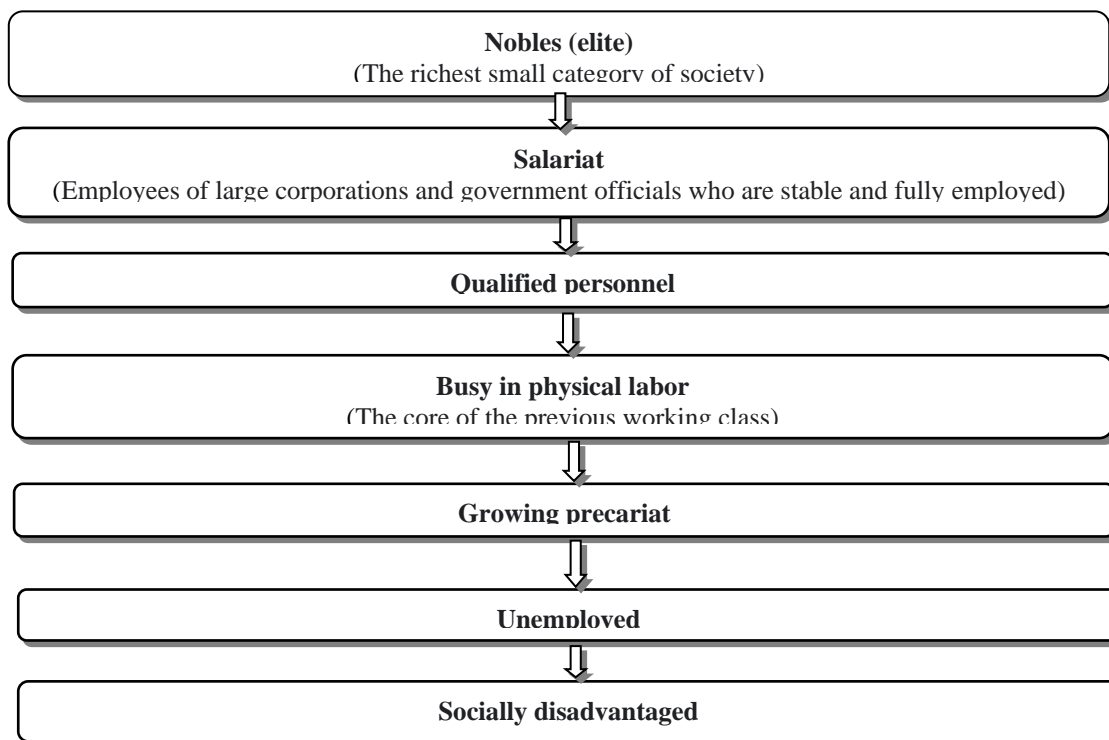 Nobles (elite)
(The richest small category of society)
Salariat
(Employees of large corporations and government officials who are stable and fully employed)
Qualified personnel
Busy in physical labor
(The core of the previous working class)
Growing precariat
Unemployed
Socially disadvantaged